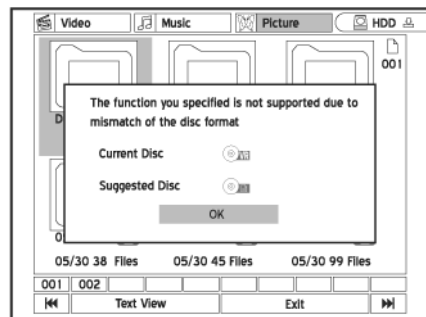 Video Music Picture HDD
001
The function you specified is not supported due to
mismatch of the disc format
D
Current Disc
Suggested Disc
OK
0
05/30 38 Files 05/30 45 Files 05/30 99 Files
001 002
Text View Exit